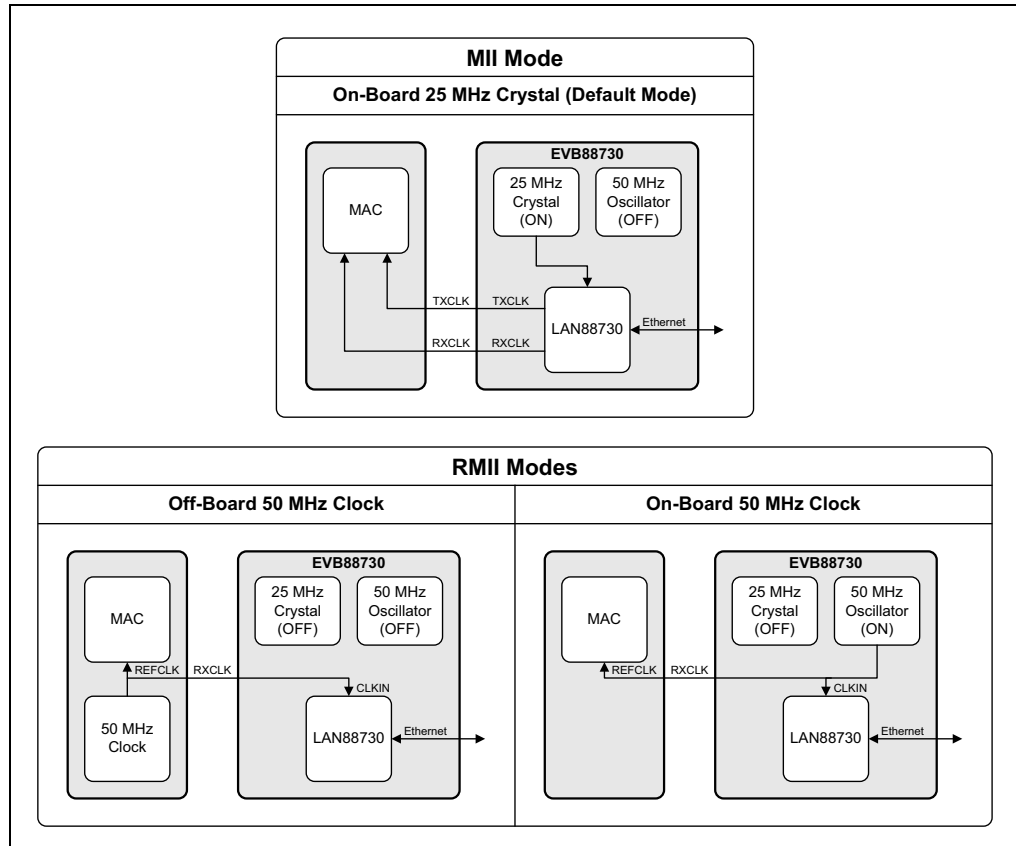 MII Mode
On-Board 25 MHz Crystal (Default Mode)
EVB88730
25 MHz
Crystal
(ON)
50 MHz
Oscillator
(OFF)
MAC
TXCLK TXCLK
LAN88730
Ethernet
RXCLK RXCLK
RMII Modes
Off-Board 50 MHz Clock
EVB88730
MAC
25 MHz
Crystal
(OFF)
50 MHz
Oscillator
(OFF)
REFCLK RXCLK
CLKIN
50 MHz
Clock
LAN88730
Ethernet
On-Board 50 MHz Clock
EVB88730
MAC
25 MHz
Crystal
(OFF)
50 MHz
Oscillator
(ON)
REFCLK RXCLK
CLKIN
LAN88730
Ethernet